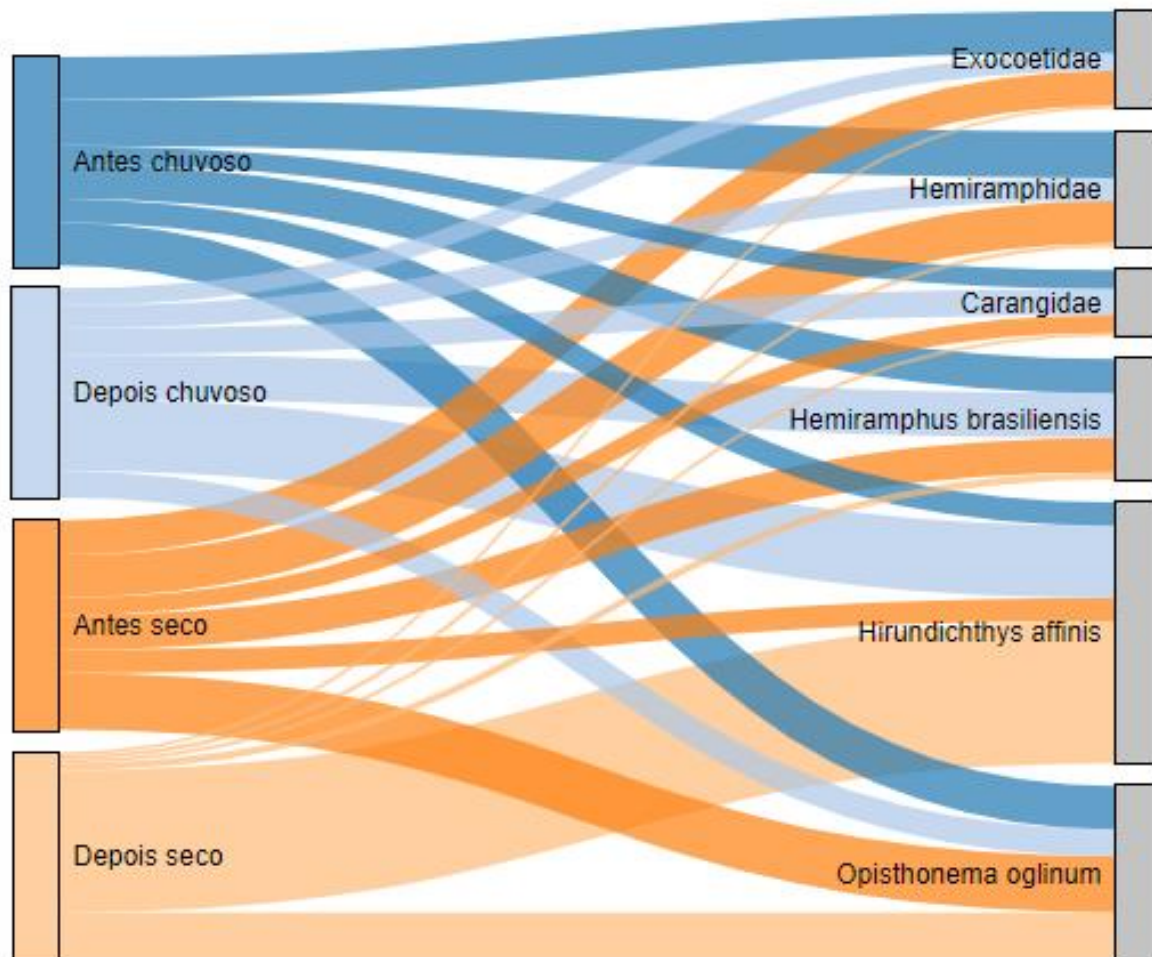 Antes chuvoso
Depois chuvoso
Antes seco
Depois seco
Exocoetidae
Hemiramphidae
Carangidae
Hemiramphus brasiliensis
Hirundichthys affinis
Opisthonema oglinum